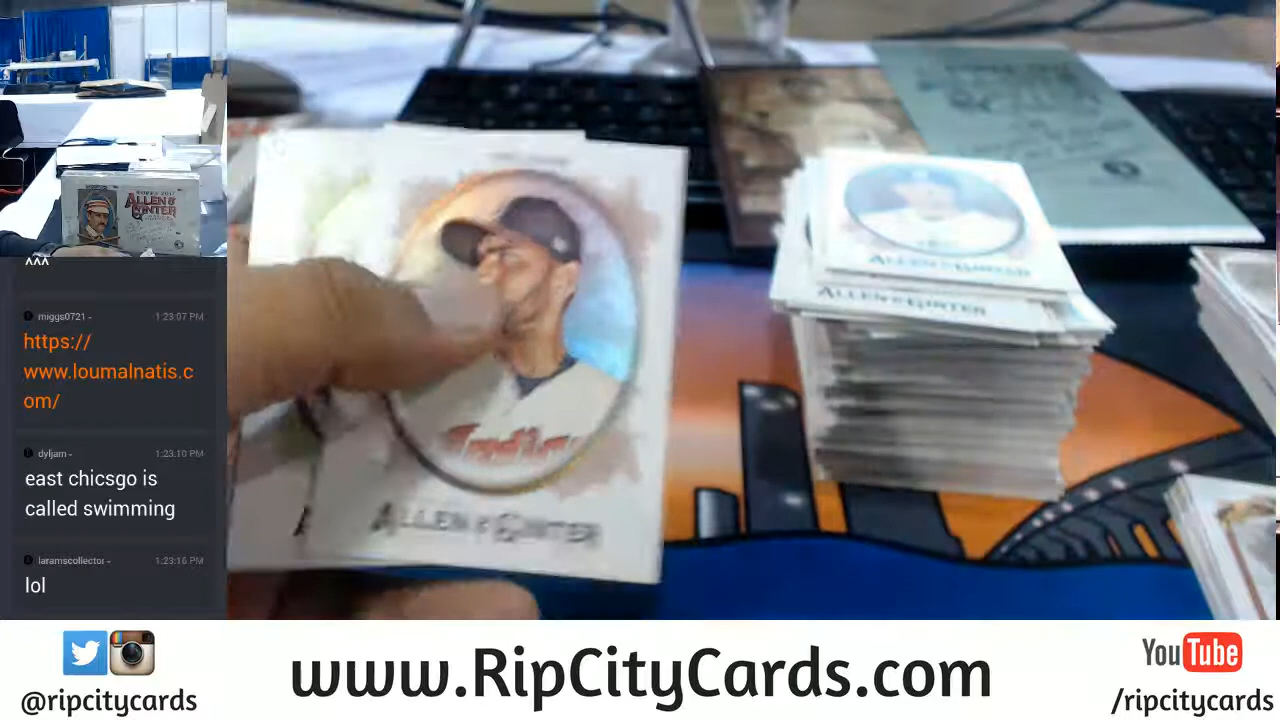 ALLEN &
GINTER
^^^
miggs0721 -
1:23:07 PM
https://
www.loumalnatis.c
om/
dyljam -
1:23:10 PM
east chicsgo is
called swimming
laramscollector -
1:23:16 PM
lol
Indians
ALLEN & GINTER
ALLEN & GINTER
ALLEN & GINTER
@ripcitycards
www.RipCityCards.com
YouTube
/ripcitycards